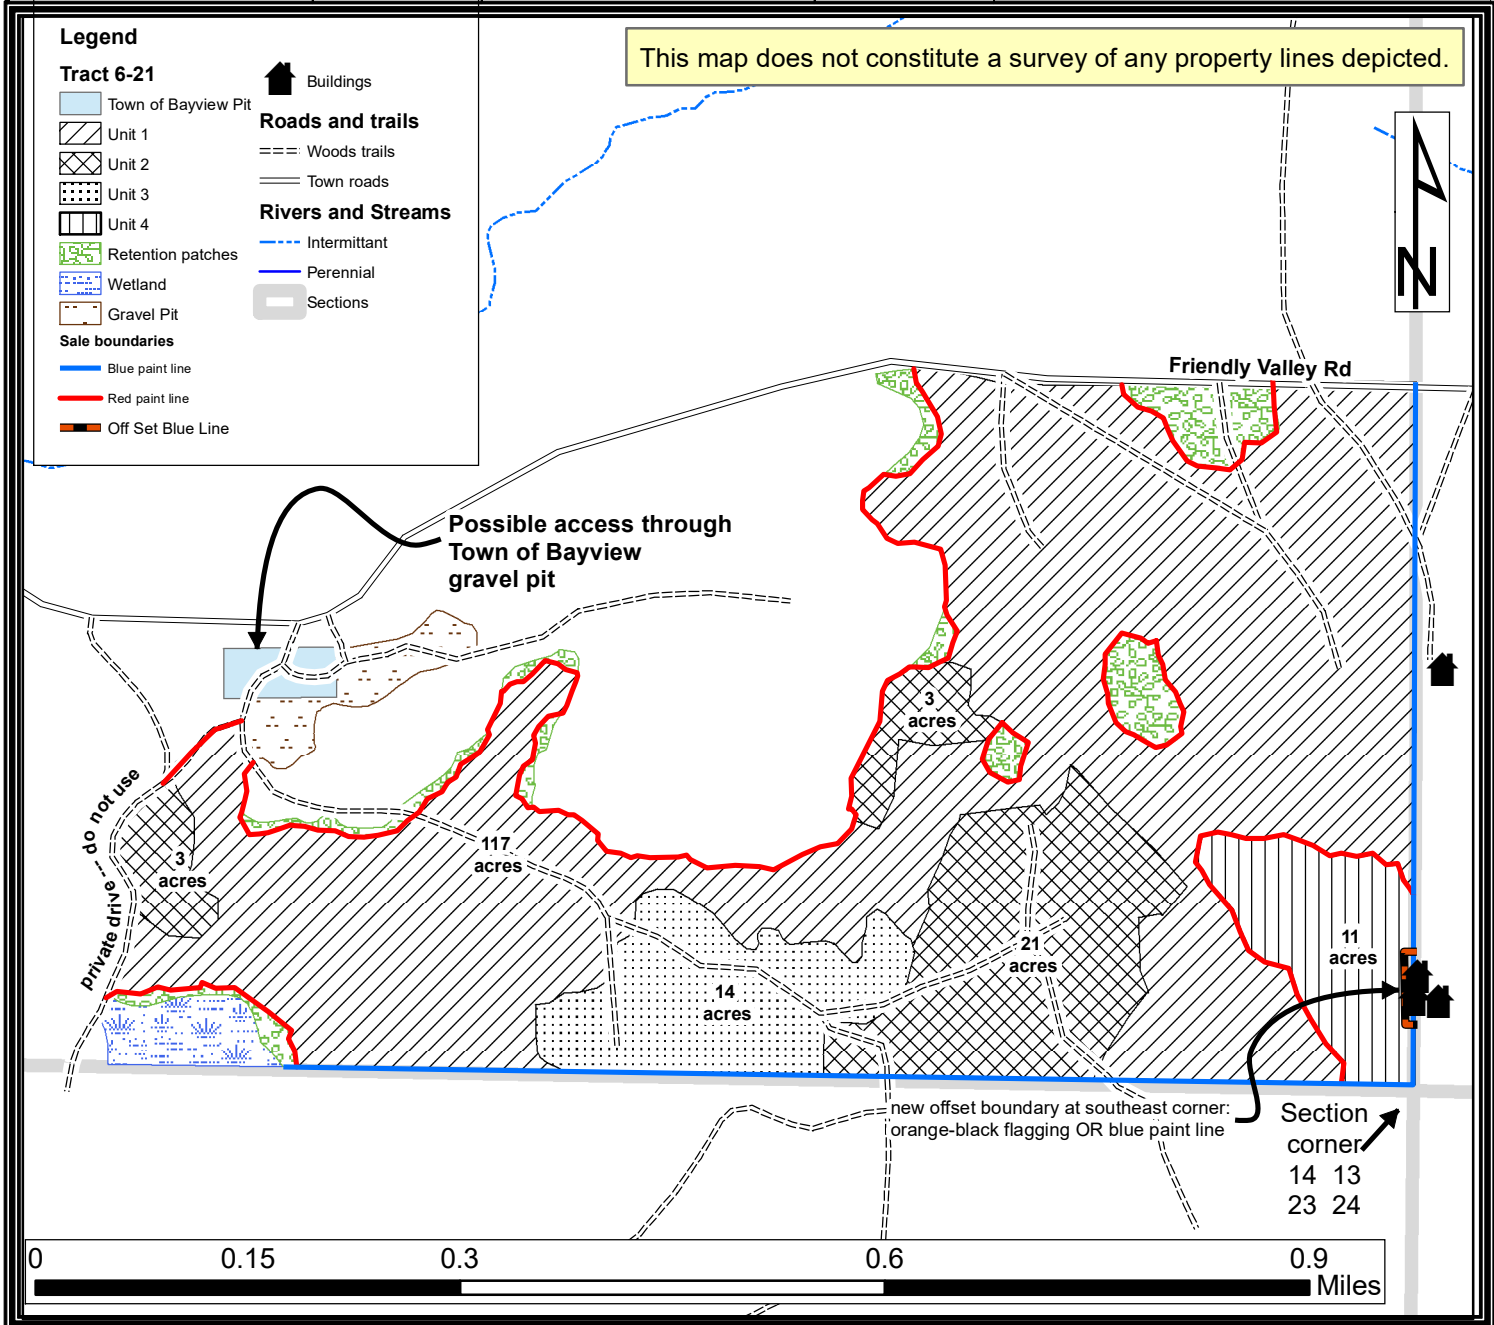 Legend
Tract 6-21
Town of Bayview Pit
Unit 1
Unit 2
Unit 3
Unit 4
Retention patches
Wetland
Gravel Pit
Sale boundaries
Blue paint line
Red paint line
Off Set Blue Line
Buildings
Roads and trails
Woods trails
Town roads
Rivers and Streams
Intermittant
Perennial
Sections
This map does not constitute a survey of any property lines depicted.
N
Friendly Valley Rd
Possible access through
Town of Bayview
gravel pit
3
acres
private drive--- do not use
3
acres
117
acres
14
acres
21
acres
11
acres
new offset boundary at southeast corner:
orange-black flagging OR blue paint line
Section
corner
14 13
23 24
0 0.15 0.3 0.6 0.9
Miles